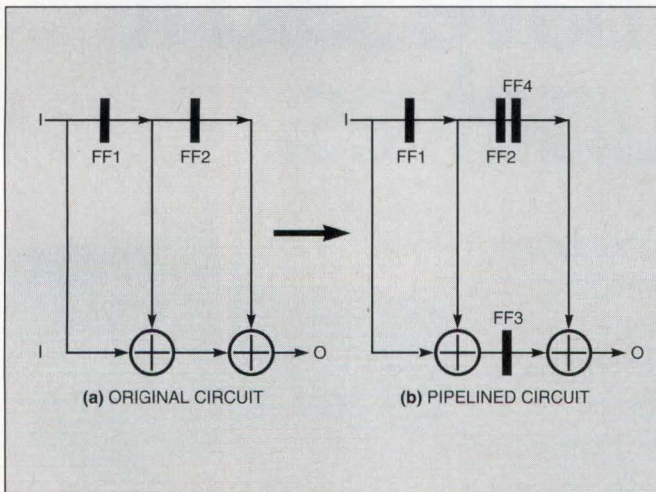 FF4
I
FF1
FF2
I
FF1
FF2
I
O
FF3
O
(a) ORIGINAL CIRCUIT
(b) PIPELINED CIRCUIT